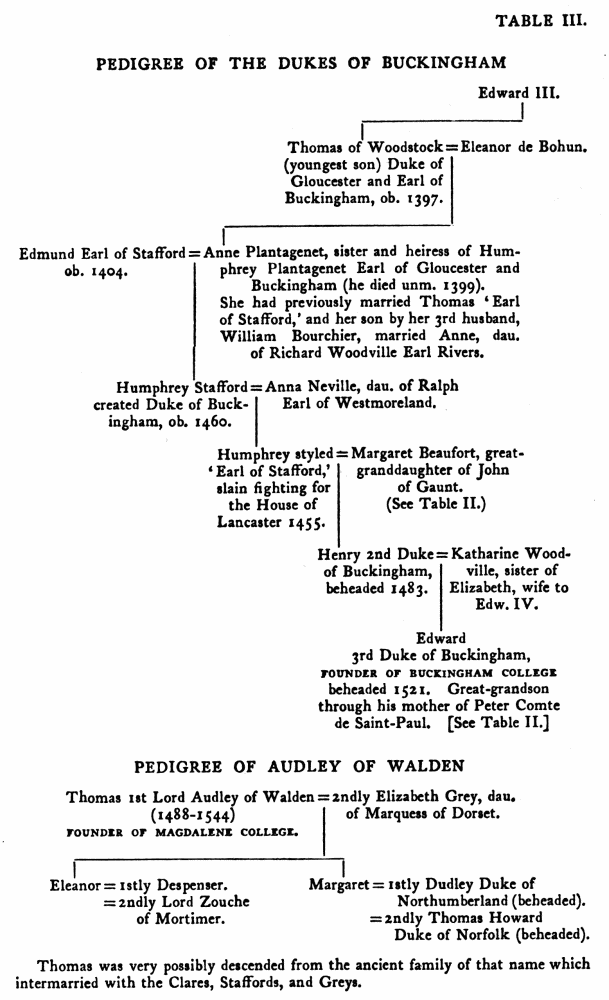 TABLE III.
PEDIGREE OF THE DUKES OF BUCKINGHAM
Edward III.
Thomas of Woodstock = Eleanor de Bohun.
(youngest son) Duke of
Gloucester and Earl of
Buckingham, ob. 1397.
Edmund Earl of Stafford = Anne Plantagenet, sister and heiress of Hum-
ob. 1404.
phrey Plantagenet Earl of Gloucester and
Buckingham (he died unm. 1399).
She had previously married Thomas ‘Earl
of Stafford,’ and her son by her 3rd husband,
William Bourchier, married Anne, dau.
of Richard Woodville Earl Rivers.
Humphrey Stafford = Anna Neville, dau. of Ralph
created Duke of Buck-
ingham, ob. 1460.
Earl of Westmoreland.
Humphrey styled = Margaret Beaufort, great-
‘Earl of Stafford,’
slain fighting for
the House of
Lancaster 1455.
granddaughter of John
of Gaunt.
(See Table II.)
Henry 2nd Duke = Katharine Wood-
of Buckingham,
beheaded 1483.
ville, sister of
Elizabeth, wife to
Edw. IV.
Edward
3rd Duke of Buckingham,
FOUNDER OF BUCKINGHAM COLLEGE
beheaded 1521. Great-grandson
through his mother of Peter Comte
de Saint-Paul. [See Table II.]
PEDIGREE OF AUDLEY OF WALDEN
Thomas 1st Lord Audley of Walden = 2ndly Elizabeth Grey, dau.
(1488-1544)
FOUNDER OF MAGDALENE COLLEGE.
of Marquess of Dorset.
Eleanor = 1stly Despenser.
= 2ndly Lord Zouche
of Mortimer.
Margaret = 1stly Dudley Duke of
Northumberland (beheaded).
= 2ndly Thomas Howard
Duke of Norfolk (beheaded).
Thomas was very possibly descended from the ancient family of that name which
intermarried with the Clares, Staffords, and Greys.